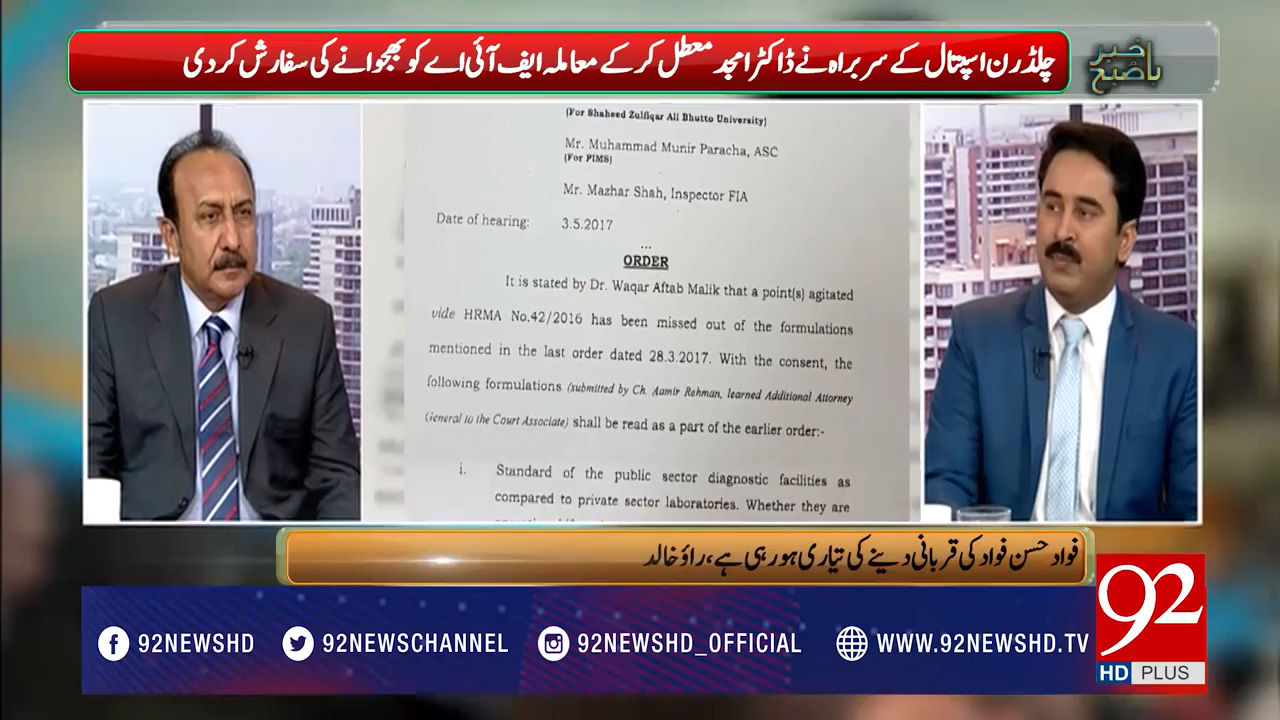 چلڈرن اسپتال کے سربراہ نے ڈاکٹر امجد معطل کر کے معاملہ ایف آئی اے کو بھجوانے کی سفارش کر دی
باخبر صبح
(For Shaheed Zulfiqar Ali Bhutto University)
Mr. Muhammad Munir Paracha, ASC
(For PIMS)
Mr. Mazhar Shah, Inspector FIA
Date of hearing: 3.5.2017
...
ORDER
It is stated by Dr. Waqar Aftab Malik that a point(s) agitated
vide HRMA No.42/2016 has been missed out of the formulations
mentioned in the last order dated 28.3.2017. With the consent, the
following formulations (submitted by Ch. Aamir Rehman, learned Additional Attorney
General to the Court Associate) shall be read as a part of the earlier order:-
i. Standard of the public sector diagnostic facilities as
compared to private sector laboratories. Whether they are
فواد حسن فواد کی قربانی دینے کی تیاری ہو رہی ہے، راؤ خالد
92NEWSHD 92NEWSCHANNEL 92NEWSHD_OFFICIAL WWW.92NEWSHD.TV
92
HD PLUS